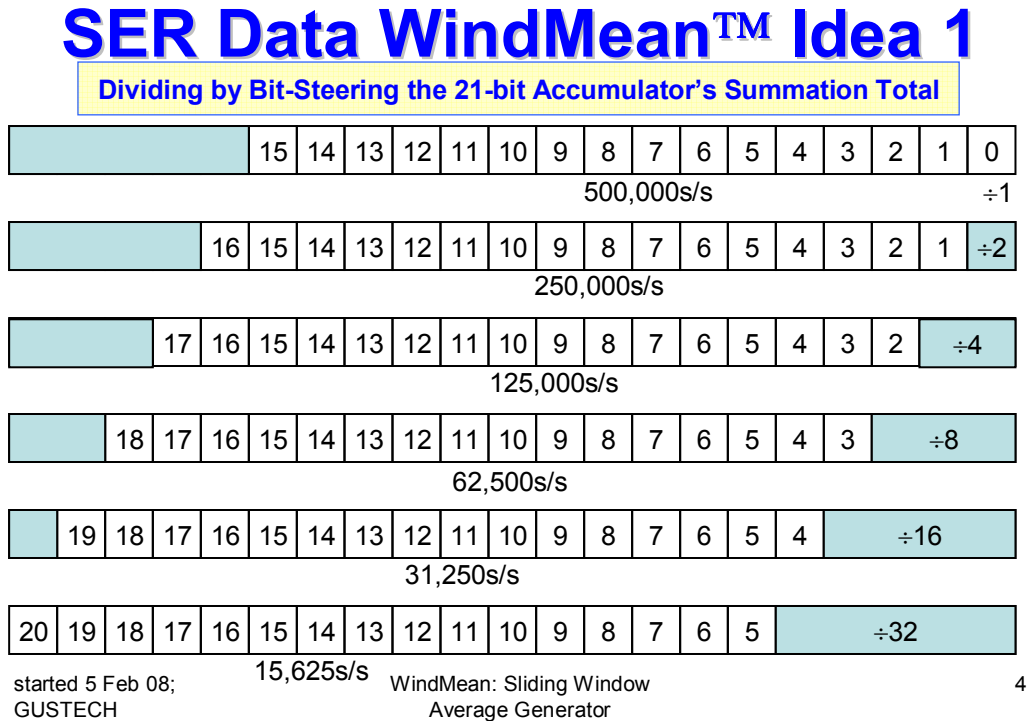 SER Data WindMean™ Idea 1
Dividing by Bit-Steering the 21-bit Accumulator's Summation Total
15 14 13 12 11 10 9 8 7 6 5 4 3 2 1 0
500,000s/s ÷1
16 15 14 13 12 11 10 9 8 7 6 5 4 3 2 1 ÷2
250,000s/s
17 16 15 14 13 12 11 10 9 8 7 6 5 4 3 2 ÷4
125,000s/s
18 17 16 15 14 13 12 11 10 9 8 7 6 5 4 3 ÷8
62,500s/s
19 18 17 16 15 14 13 12 11 10 9 8 7 6 5 4 ÷16
31,250s/s
20 19 18 17 16 15 14 13 12 11 10 9 8 7 6 5 ÷32
15,625s/s
started 5 Feb 08;
GUSTECH
WindMean: Sliding Window
Average Generator
4